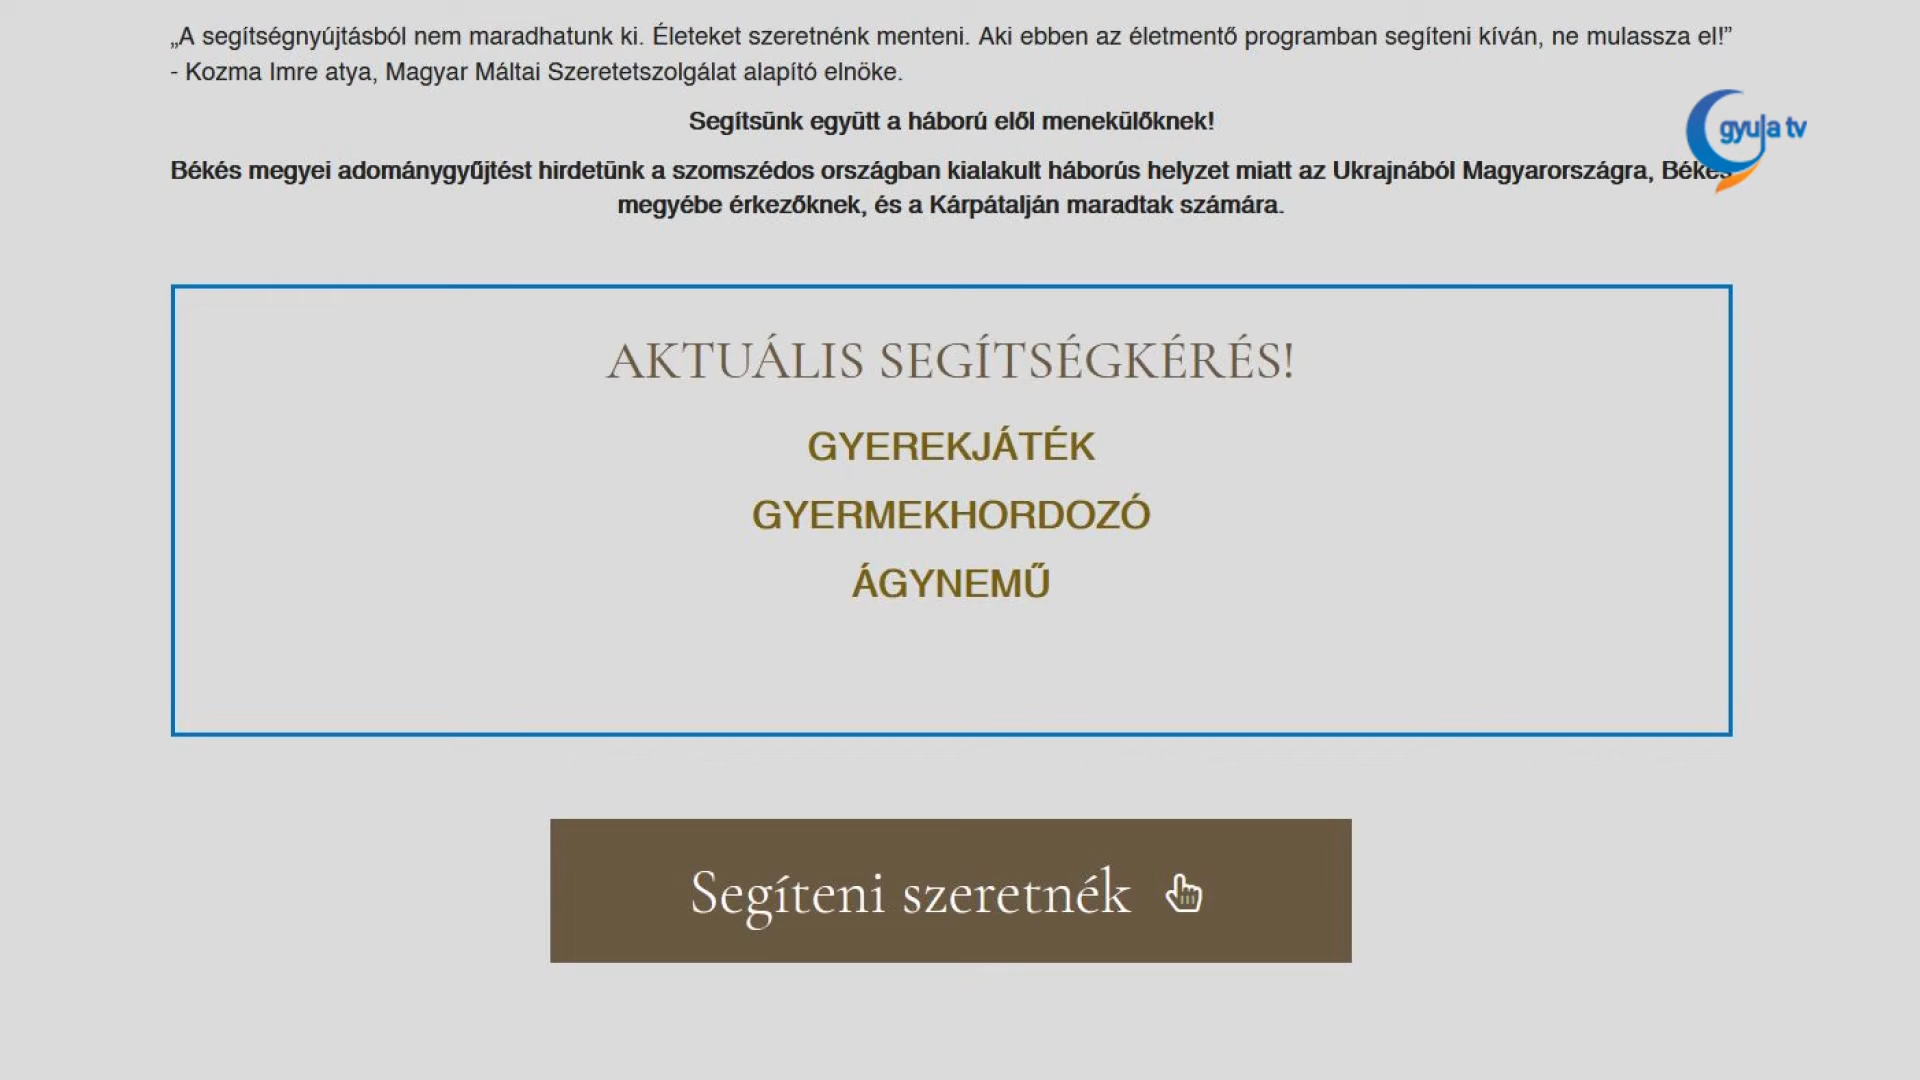 „A segítségnyújtásból nem maradhatunk ki. Életeket szeretnénk menteni. Aki ebben az életmentő programban segíteni kíván, ne mulassza el!”
- Kozma Imre atya, Magyar Máltai Szeretetszolgálat alapító elnöke.
gyula tv
Segítsünk együtt a háború elől menekülőknek!
Békés megyei adománygyűjtést hirdetünk a szomszédos országban kialakult háborús helyzet miatt az Ukrajnából Magyarországra, Békés
megyébe érkezőknek, és a Kárpátalján maradtak számára.
AKTUÁLIS SEGÍTSÉGKÉRÉS!
GYEREKJÁTÉK
GYERMEKHORDOZÓ
ÁGYNEMŰ
Segíteni szeretnék